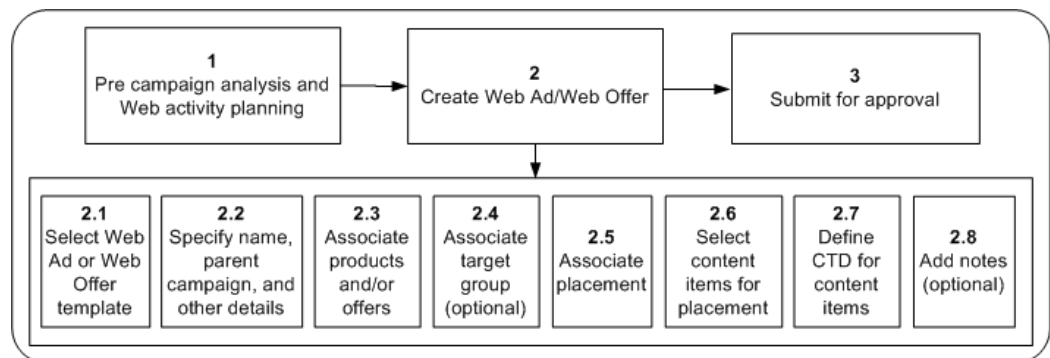 1
Pre campaign analysis and
Web activity planning
2
Create Web Ad/Web Offer
3
Submit for approval
2.1
Select Web
Ad or Web
Offer
template
2.2
Specify name,
parent
campaign, and
other details
2.3
Associate
products
and/or
offers
2.4
Associate
target
group
(optional)
2.5
Associate
placement
2.6
Select
content
items for
placement
2.7
Define
CTD for
content
items
2.8
Add notes
(optional)